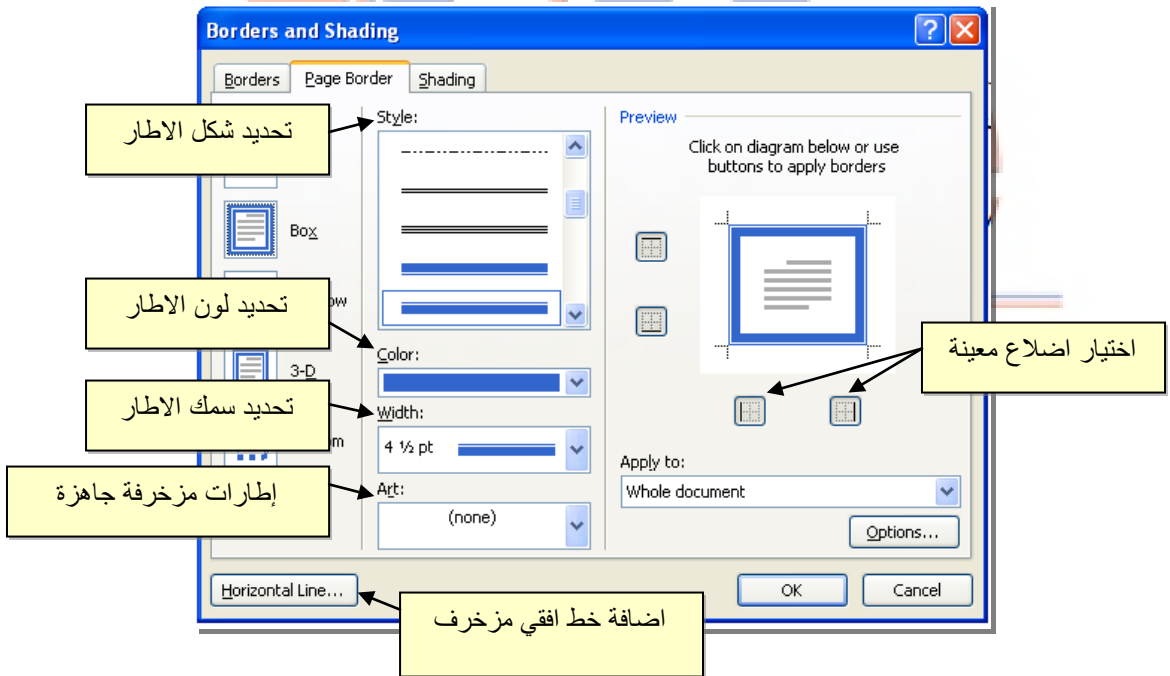 Borders and Shading
Borders
Page Border
Shading
تحديد شكل الاطار
Style:
Preview
Click on diagram below or use
buttons to apply borders
Box
تحديد لون الاطار
ow
Color:
3-D
تحديد سمك الاطار
Width:
4 ½ pt
m
إطارات مزخرفة جاهزة
Art:
(none)
اختيار اضلاع معينة
Apply to:
Whole document
Options...
Horizontal Line...
OK
Cancel
اضافة خط افقي مزخرف